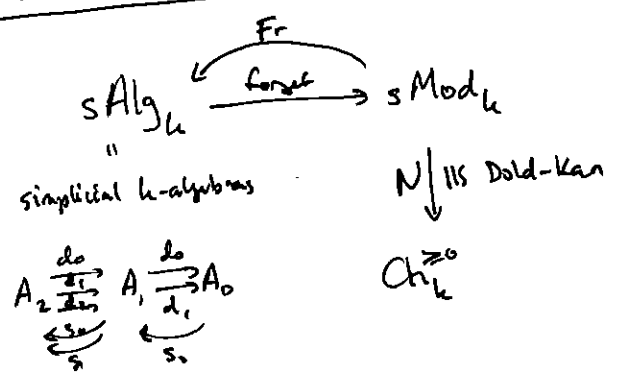 Fr
forget
sAlg_k sMod_k
"
simplicial k-algebras N ||S Dold-Kan
d_0 d_0
A_2 d_1 A_1 A_0 Ch_k^{≥0}
d_2 d_1
s_0 s_0
s_1